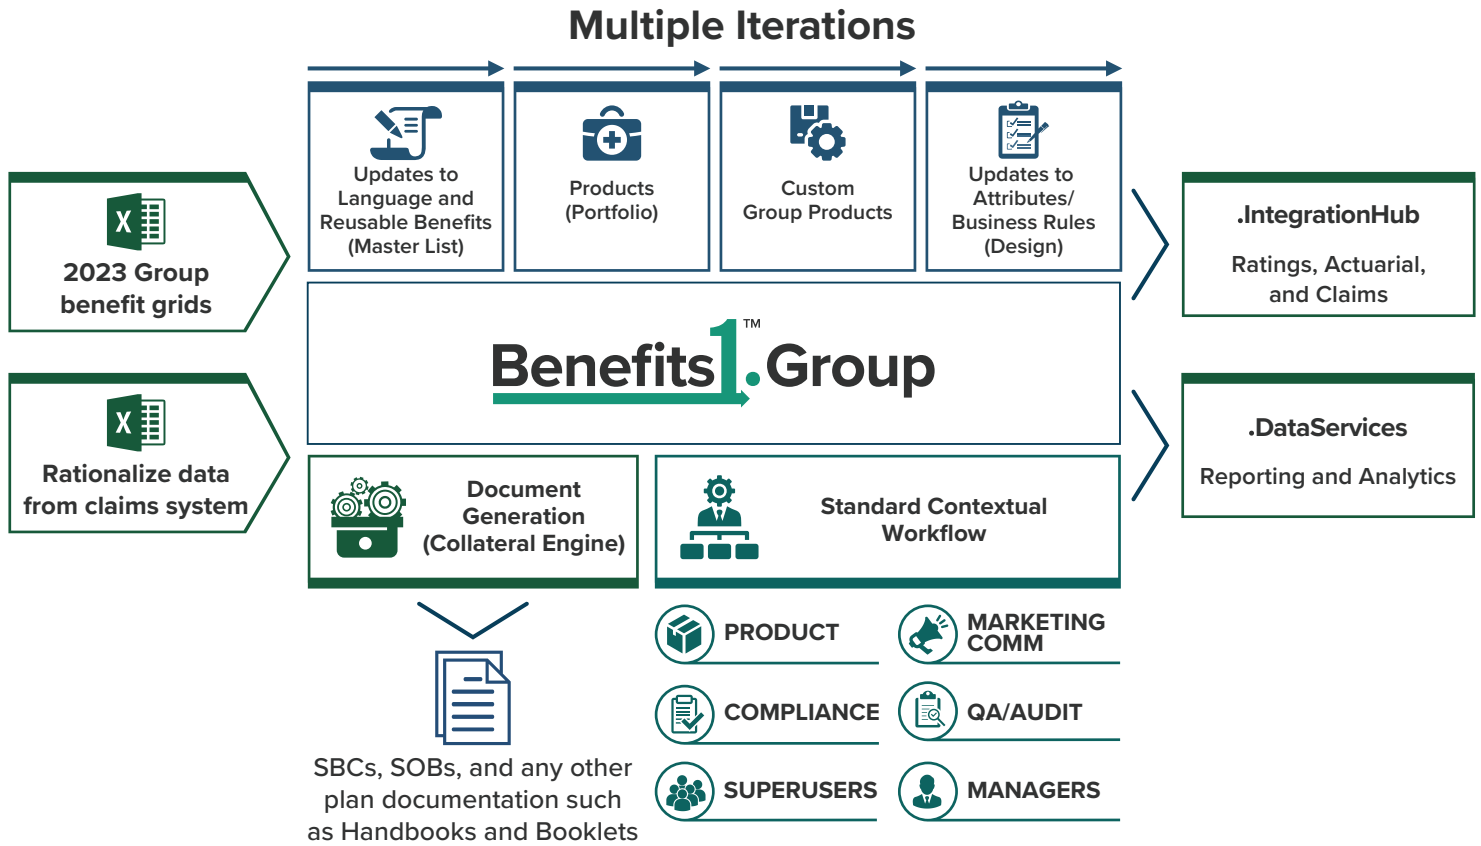 Multiple Iterations
Updates to
Language and
Reusable Benefits
(Master List)
Products
(Portfolio)
Custom
Group Products
Updates to
Attributes/
Business Rules
(Design)
X
2023 Group
benefit grids
X
Rationalize data
from claims system
Benefits1.Group™
.IntegrationHub
Ratings, Actuarial,
and Claims
.DataServices
Reporting and Analytics
Document
Generation
(Collateral Engine)
Standard Contextual
Workflow
SBCs, SOBs, and any other
plan documentation such
as Handbooks and Booklets
PRODUCT
MARKETING
COMM
COMPLIANCE
QA/AUDIT
SUPERUSERS
MANAGERS